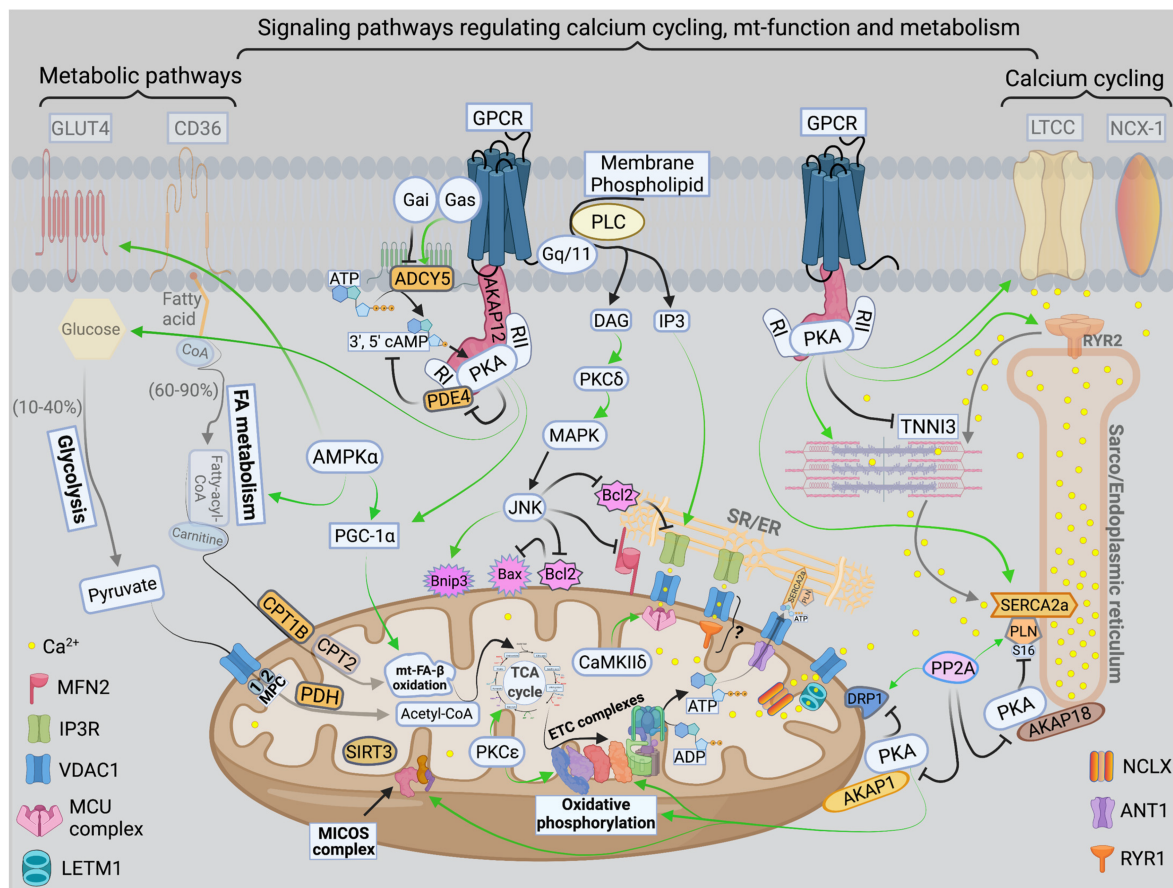 Signaling pathways regulating calcium cycling, mt-function and metabolism
Metabolic pathways
Calcium cycling
GLUT4
CD36
GPCR
GPCR
LTCC
NCX-1
Membrane
Phospholipid
PLC
Gq/11
Gai
Gas
ATP
ADCY5
AKAP12
3', 5' cAMP
RI
RII
PKA
PDE4
DAG
IP3
PKCδ
MAPK
JNK
RI
RII
PKA
RYR2
TNNI3
Glucose
Fatty
acid
CoA
(10-40%)
(60-90%)
Glycolysis
FA metabolism
Fatty-acyl-
CoA
Carnitine
AMPKα
PGC-1α
Pyruvate
Bcl2
Bnip3
Bax
Bcl2
SR/ER
SERCA2a
PLN
ATP
?
Sarco/Endoplasmic reticulum
SERCA2a
PLN
S16
PP2A
PKA
AKAP18
DRP1
PKA
AKAP1
CPT1B
CPT2
1 2
MPC
PDH
mt-FA-β
oxidation
Acetyl-CoA
TCA
cycle
CaMKIIδ
SIRT3
PKCε
ETC complexes
ATP
ADP
Oxidative
phosphorylation
MICOS
complex
Ca2+
MFN2
IP3R
VDAC1
MCU
complex
LETM1
NCLX
ANT1
RYR1